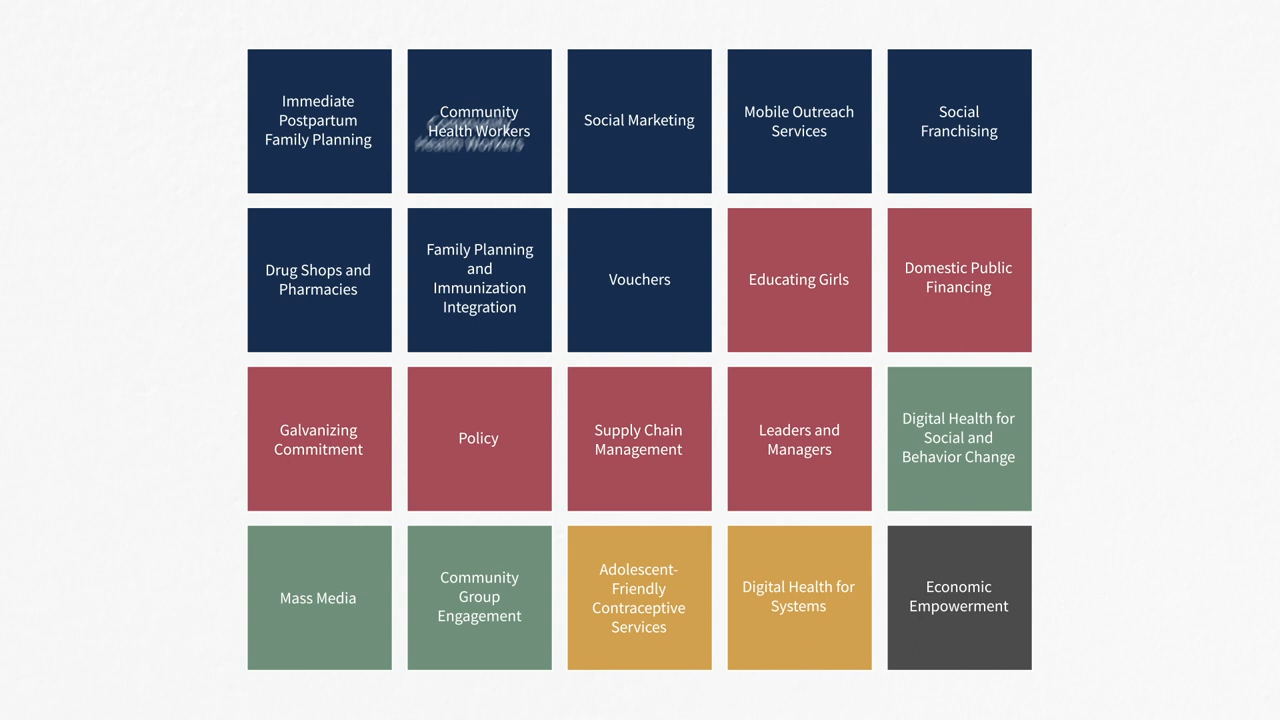 Immediate
Postpartum
Family Planning
Community
Health Workers
Social Marketing
Mobile Outreach
Services
Social
Franchising
Drug Shops and
Pharmacies
Family Planning
and
Immunization
Integration
Vouchers
Educating Girls
Domestic Public
Financing
Galvanizing
Commitment
Policy
Supply Chain
Management
Leaders and
Managers
Digital Health for
Social and
Behavior Change
Mass Media
Community
Group
Engagement
Adolescent-
Friendly
Contraceptive
Services
Digital Health for
Systems
Economic
Empowerment